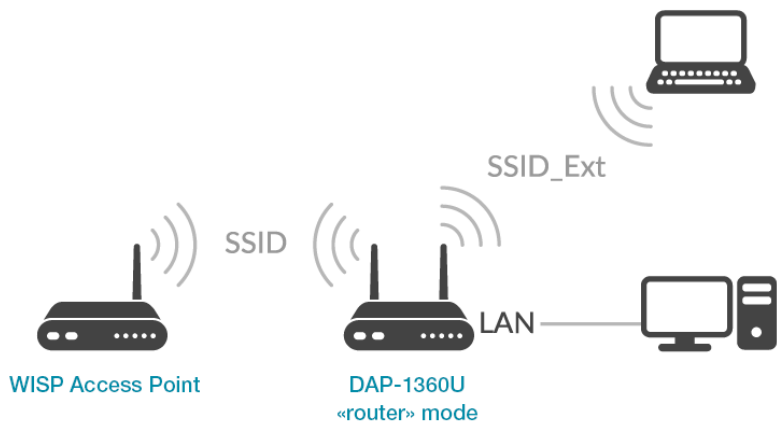 SSID_Ext
SSID
LAN
WISP Access Point
DAP-1360U
«router» mode